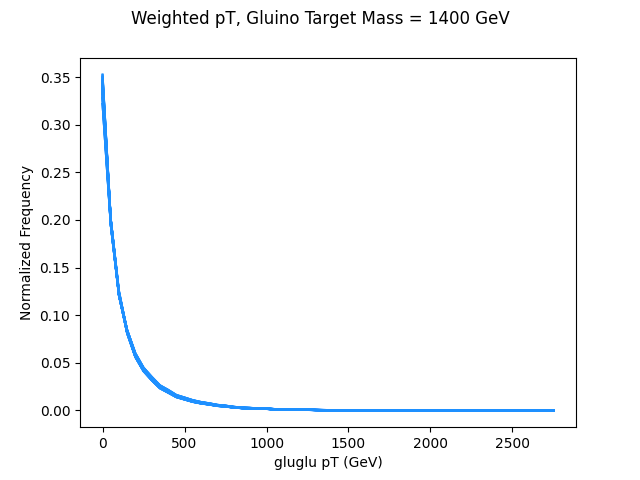 Weighted pT, Gluino Target Mass = 1400 GeV
Normalized Frequency
0.35
0.30
0.25
0.20
0.15
0.10
0.05
0.00
0 500 1000 1500 2000 2500
gluglu pT (GeV)